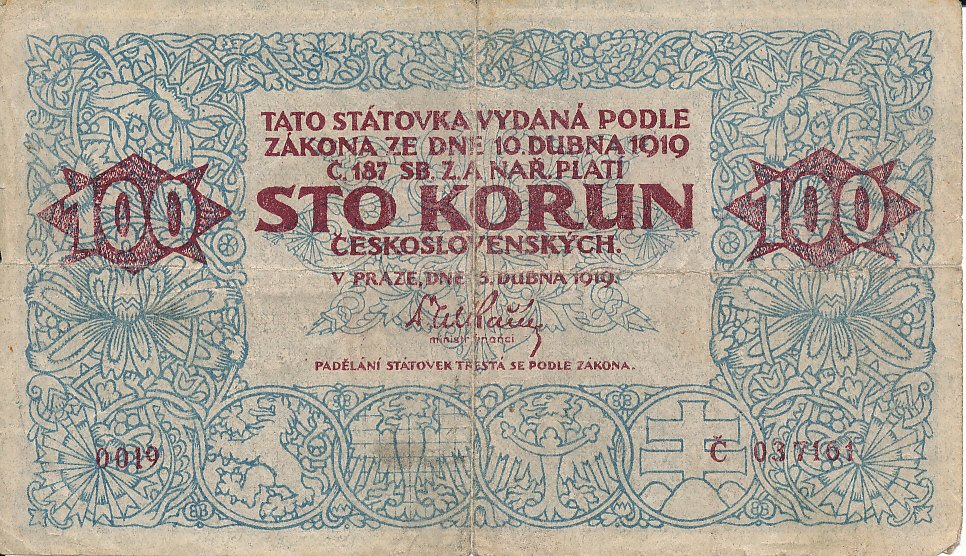 TATO STÁTOVKA VYDANÁ PODLE
ZÁKONA ZE DNE 10. DUBNA 1919
Č. 187 SB. Z. A NAŘ. PLATÍ
100 STO KORUN 100
ČESKOSLOVENSKÝCH.
V PRAZE, DNE 15. DUBNA 1919.
ministr financí
PADĚLÁNÍ STÁTOVEK TRESTÁ SE PODLE ZÁKONA.
0019 Č 037161